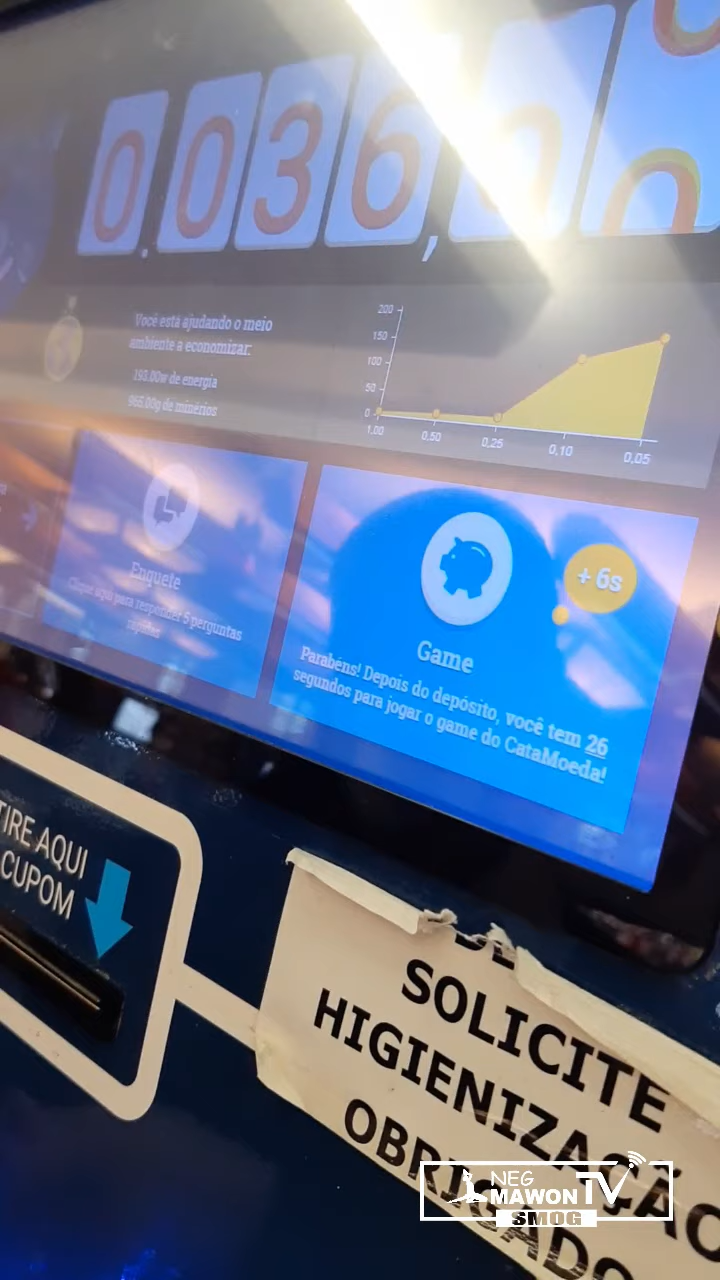 0.036,
Você está ajudando o meio
ambiente a economizar:
193.00w de energia
965.00g de minérios
200
150
100
50
0
1,00 0,50 0,25 0,10 0,05
Enquete
Clique aqui para responder 5 perguntas
rápidas
+ 6s
Game
Parabéns! Depois do depósito, você tem 26
segundos para jogar o game do CataMoeda!
TIRE AQUI
CUPOM
SOLICITE
HIGIENIZAÇÃO
OBRIGADO
NEG
MAWON TV
SMOG